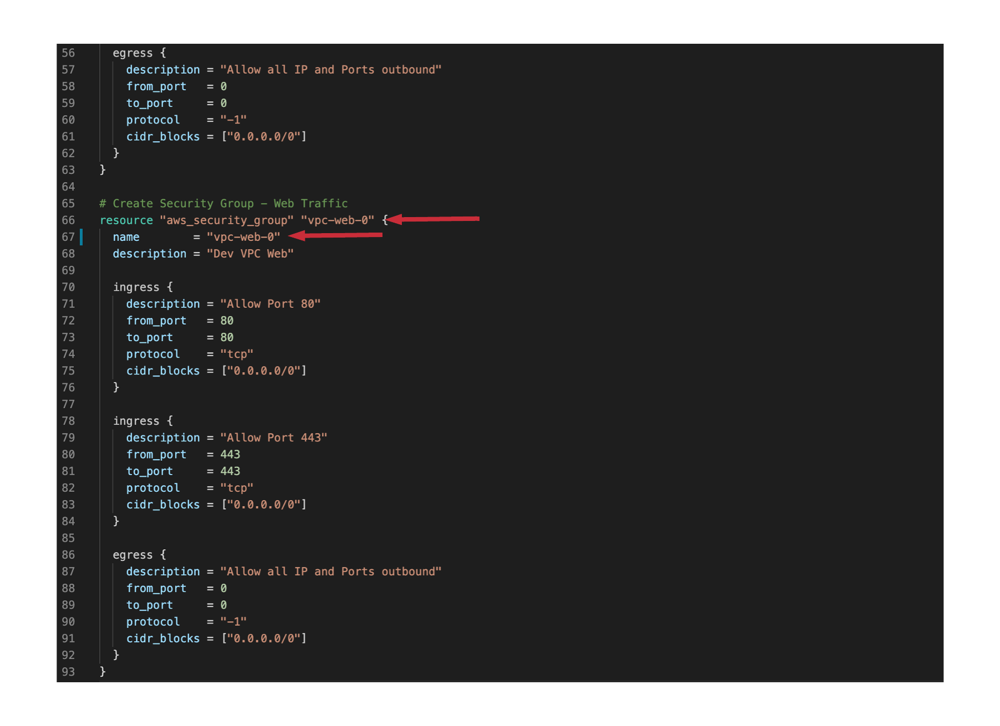 56 egress {
57 description = "Allow all IP and Ports outbound"
58 from_port = 0
59 to_port = 0
60 protocol = "-1"
61 cidr_blocks = ["0.0.0.0/0"]
62 }
63 }
64
65 # Create Security Group - Web Traffic
66 resource "aws_security_group" "vpc-web-0" {
67 name = "vpc-web-0"
68 description = "Dev VPC Web"
69
70 ingress {
71 description = "Allow Port 80"
72 from_port = 80
73 to_port = 80
74 protocol = "tcp"
75 cidr_blocks = ["0.0.0.0/0"]
76 }
77
78 ingress {
79 description = "Allow Port 443"
80 from_port = 443
81 to_port = 443
82 protocol = "tcp"
83 cidr_blocks = ["0.0.0.0/0"]
84 }
85
86 egress {
87 description = "Allow all IP and Ports outbound"
88 from_port = 0
89 to_port = 0
90 protocol = "-1"
91 cidr_blocks = ["0.0.0.0/0"]
92 }
93 }